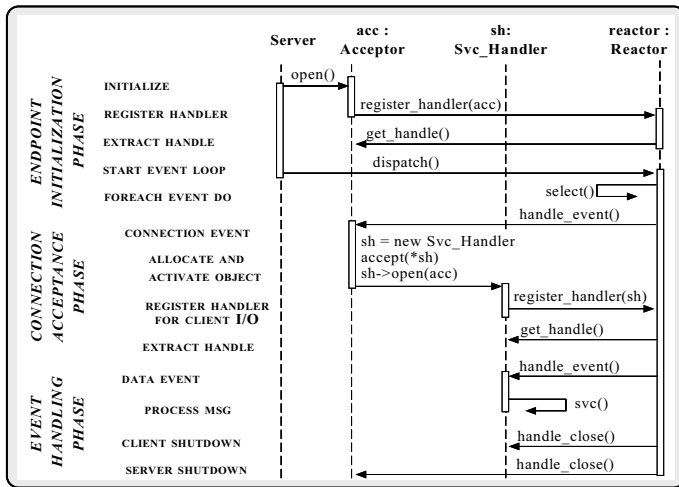 Server
acc :
Acceptor
sh:
Svc_Handler
reactor :
Reactor
ENDPOINT
INITIALIZATION
PHASE
INITIALIZE
open()
REGISTER HANDLER
register_handler(acc)
EXTRACT HANDLE
get_handle()
START EVENT LOOP
dispatch()
FOREACH EVENT DO
select()
CONNECTION
ACCEPTANCE
PHASE
handle_event()
CONNECTION EVENT
sh = new Svc_Handler
ALLOCATE AND
accept(*sh)
ACTIVATE OBJECT
sh->open(acc)
REGISTER HANDLER
FOR CLIENT I/O
register_handler(sh)
get_handle()
EXTRACT HANDLE
EVENT
HANDLING
PHASE
handle_event()
DATA EVENT
svc()
PROCESS MSG
CLIENT SHUTDOWN
handle_close()
SERVER SHUTDOWN
handle_close()